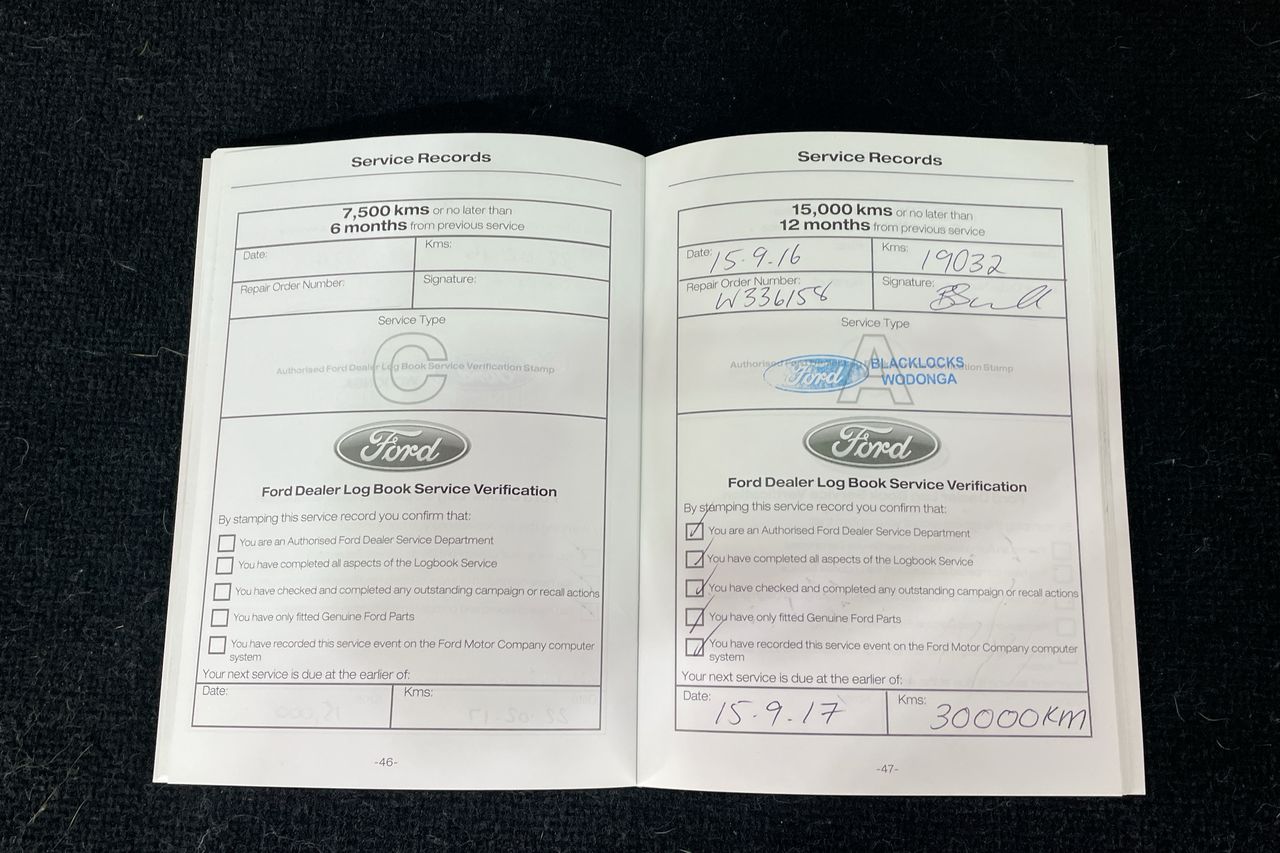 Service Records
7,500 kms or no later than
6 months from previous service
Date:
Kms:
Repair Order Number:
Signature:
Service Type
C
Authorised Ford Dealer Log Book Service Verification Stamp
Ford
Ford Dealer Log Book Service Verification
By stamping this service record you confirm that:
You are an Authorised Ford Dealer Service Department
You have completed all aspects of the Logbook Service
You have checked and completed any outstanding campaign or recall actions
You have only fitted Genuine Ford Parts
You have recorded this service event on the Ford Motor Company computer
system
Your next service is due at the earlier of:
Date:
Kms:
-46-
Service Records
15,000 kms or no later than
12 months from previous service
Date: 15.9.16
Kms: 19032
Repair Order Number: W336158
Signature:
Service Type
A
Authorised
Ford
BLACKLOCKS
WODONGA
Stamp
Ford
Ford Dealer Log Book Service Verification
By stamping this service record you confirm that:
You are an Authorised Ford Dealer Service Department
You have completed all aspects of the Logbook Service
You have checked and completed any outstanding campaign or recall actions
You have only fitted Genuine Ford Parts
You have recorded this service event on the Ford Motor Company computer
system
Your next service is due at the earlier of:
Date: 15.9.17
Kms: 30000KM
-47-